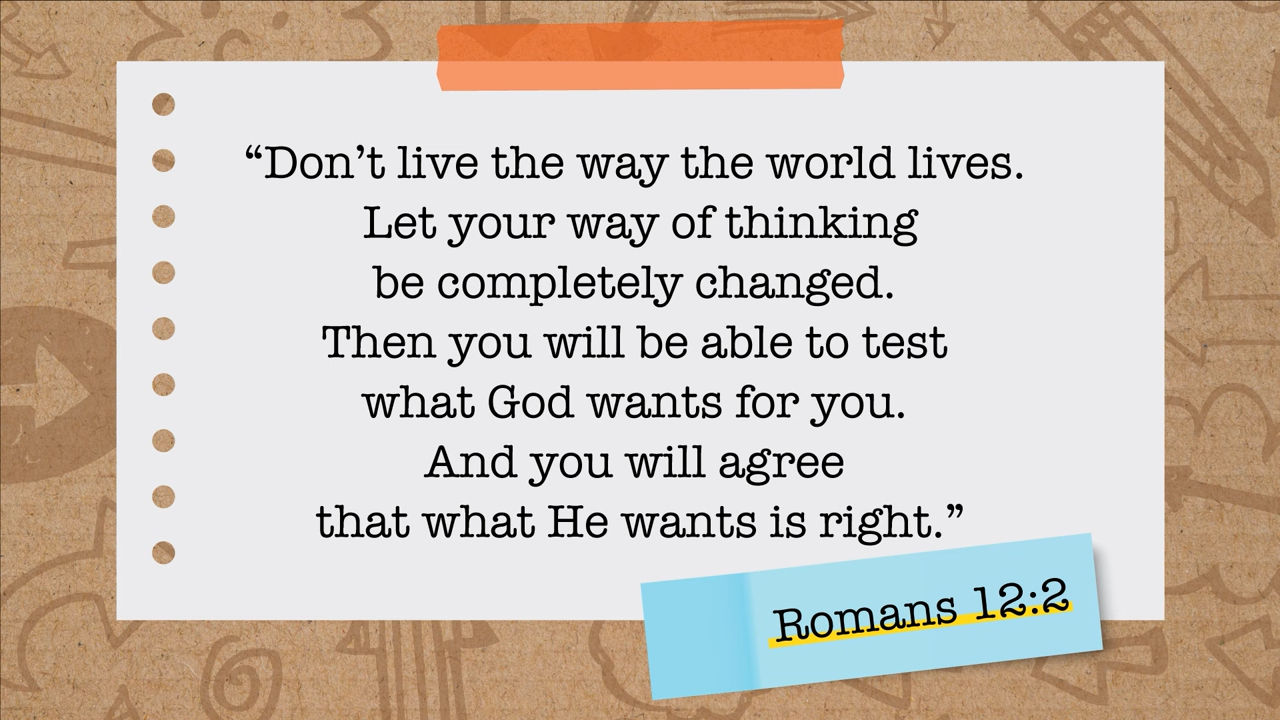 “Don’t live the way the world lives.
Let your way of thinking
be completely changed.
Then you will be able to test
what God wants for you.
And you will agree
that what He wants is right.”
Romans 12:2